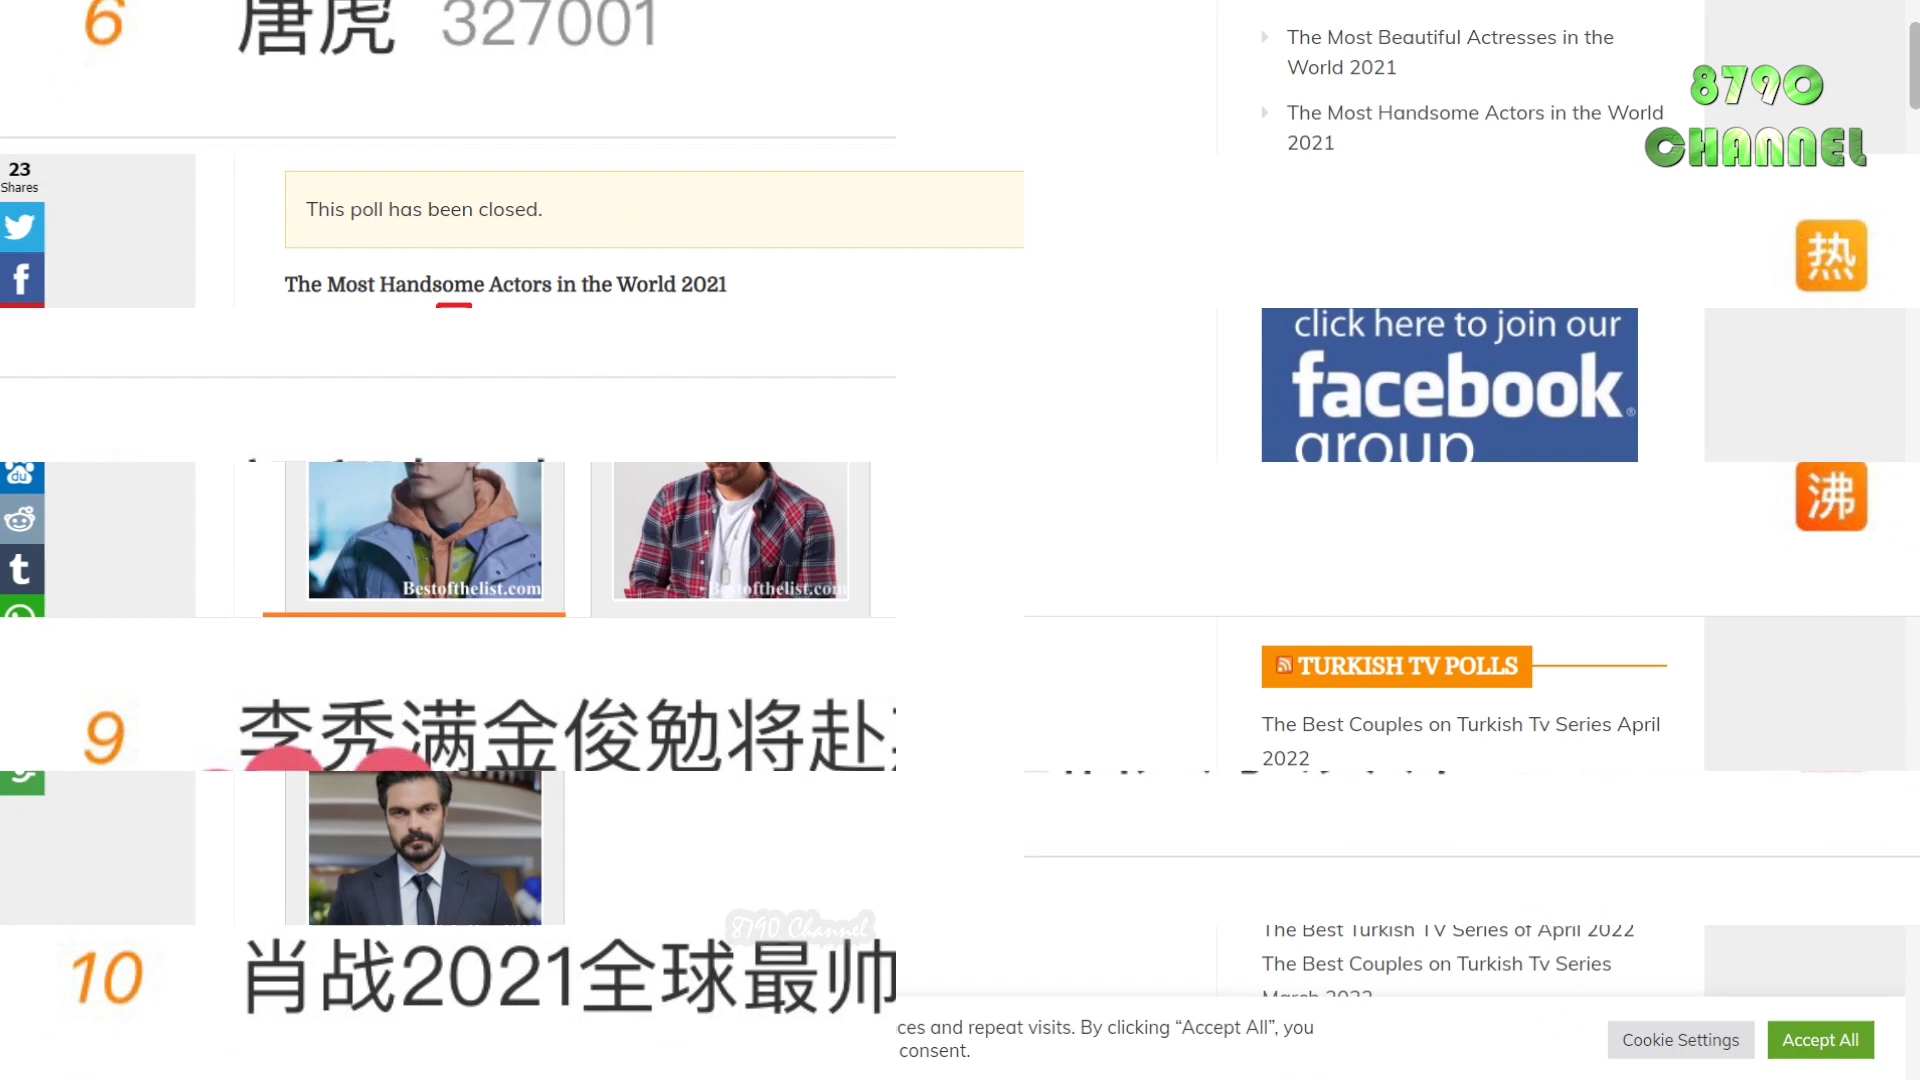 6 唐虎 327001
The Most Beautiful Actresses in the
World 2021
The Most Handsome Actors in the World
2021
8790
CHANNEL
23
Shares
This poll has been closed.
The Most Handsome Actors in the World 2021
热
click here to join our
facebook
group
du
沸
Bestofthelist.com
Bestofthelist.com
TURKISH TV POLLS
9 李秀满金俊勉将赴
The Best Couples on Turkish Tv Series April
2022
8790 Channel
10 肖战2021全球最帅
The Best Turkish TV Series of April 2022
The Best Couples on Turkish Tv Series
March 2022
ces and repeat visits. By clicking “Accept All”, you
consent.
Cookie Settings
Accept All